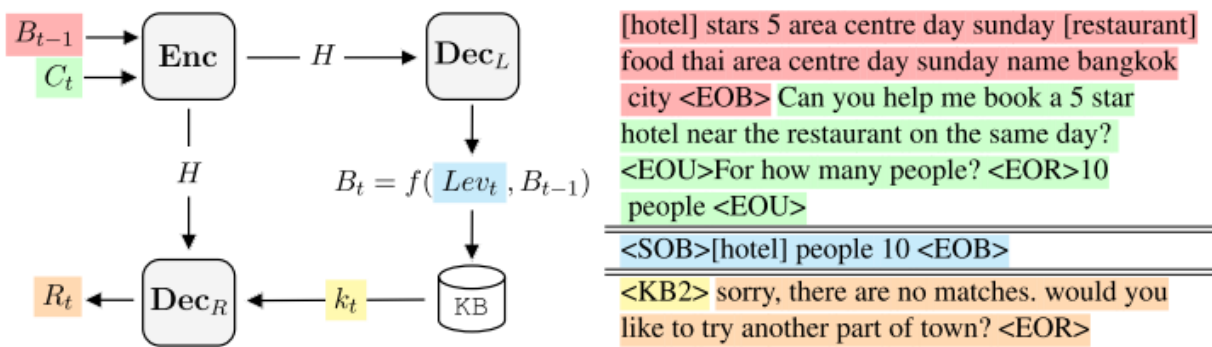 B_{t-1}
C_t
Enc
H
Dec_L
H
B_t = f( Lev_t , B_{t-1})
R_t
Dec_R
k_t
KB
[hotel] stars 5 area centre day sunday [restaurant]
food thai area centre day sunday name bangkok
city <EOB> Can you help me book a 5 star
hotel near the restaurant on the same day?
<EOU>For how many people? <EOR>10
people <EOU>
<SOB>[hotel] people 10 <EOB>
<KB2> sorry, there are no matches. would you
like to try another part of town? <EOR>